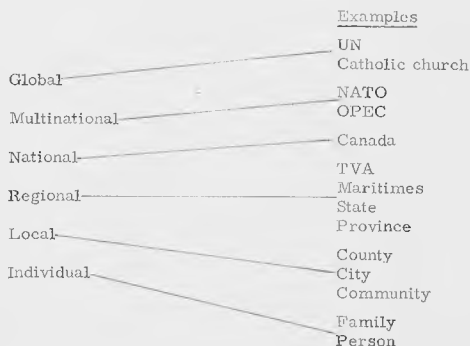 Examples
UN
Catholic church
Global
NATO
OPEC
Multinational
Canada
National
TVA
Maritimes
Regional
State
Province
Local
County
City
Individual
Community
Family
Person